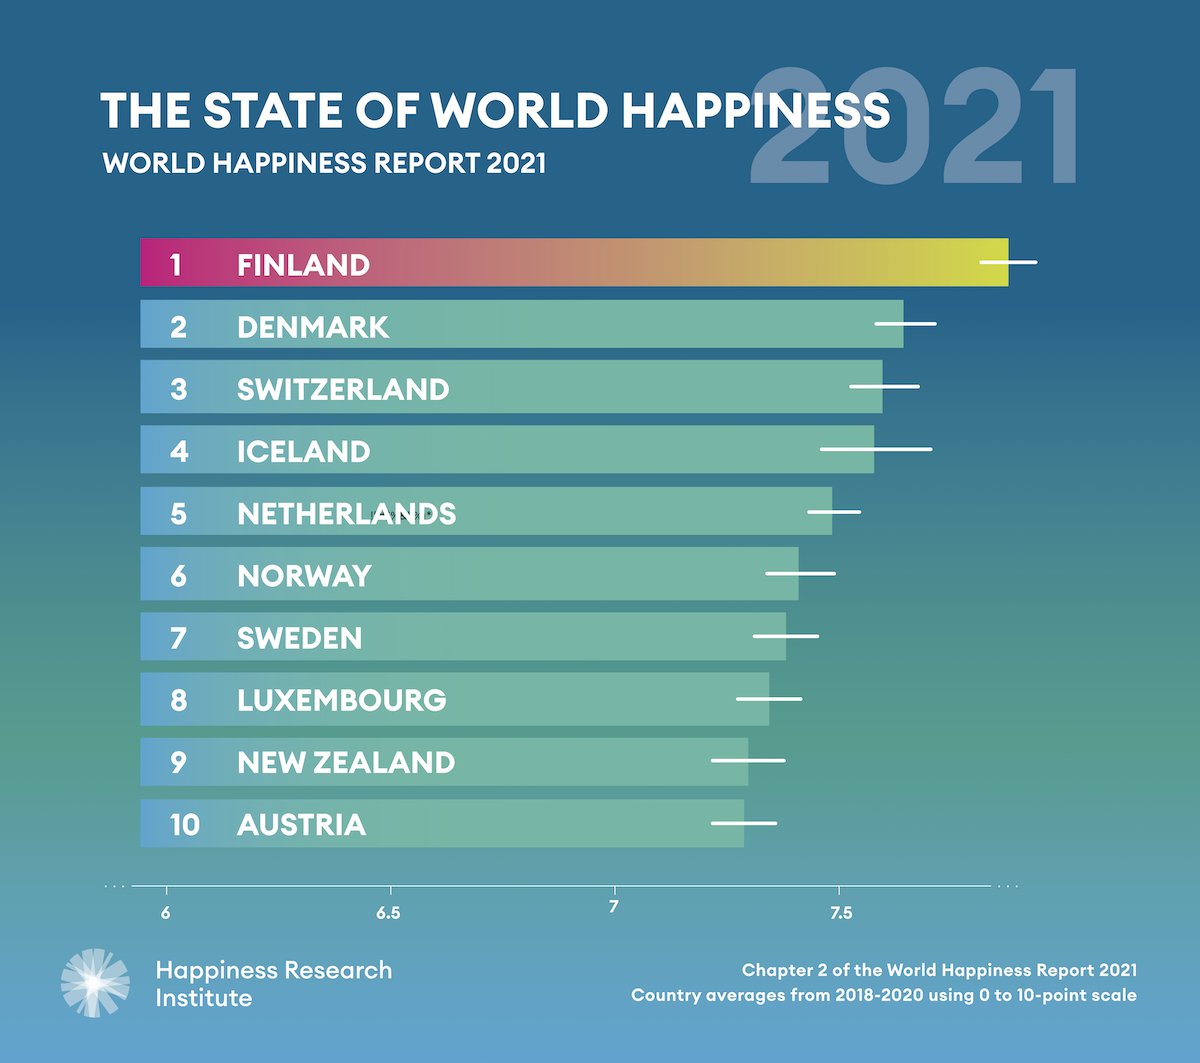 2021
THE STATE OF WORLD HAPPINESS
WORLD HAPPINESS REPORT 2021
1 FINLAND
2 DENMARK
3 SWITZERLAND
4 ICELAND
5 NETHERLANDS
6 NORWAY
7 SWEDEN
8 LUXEMBOURG
9 NEW ZEALAND
10 AUSTRIA
6 6.5 7 7.5
Happiness Research
Institute
Chapter 2 of the World Happiness Report 2021
Country averages from 2018-2020 using 0 to 10-point scale